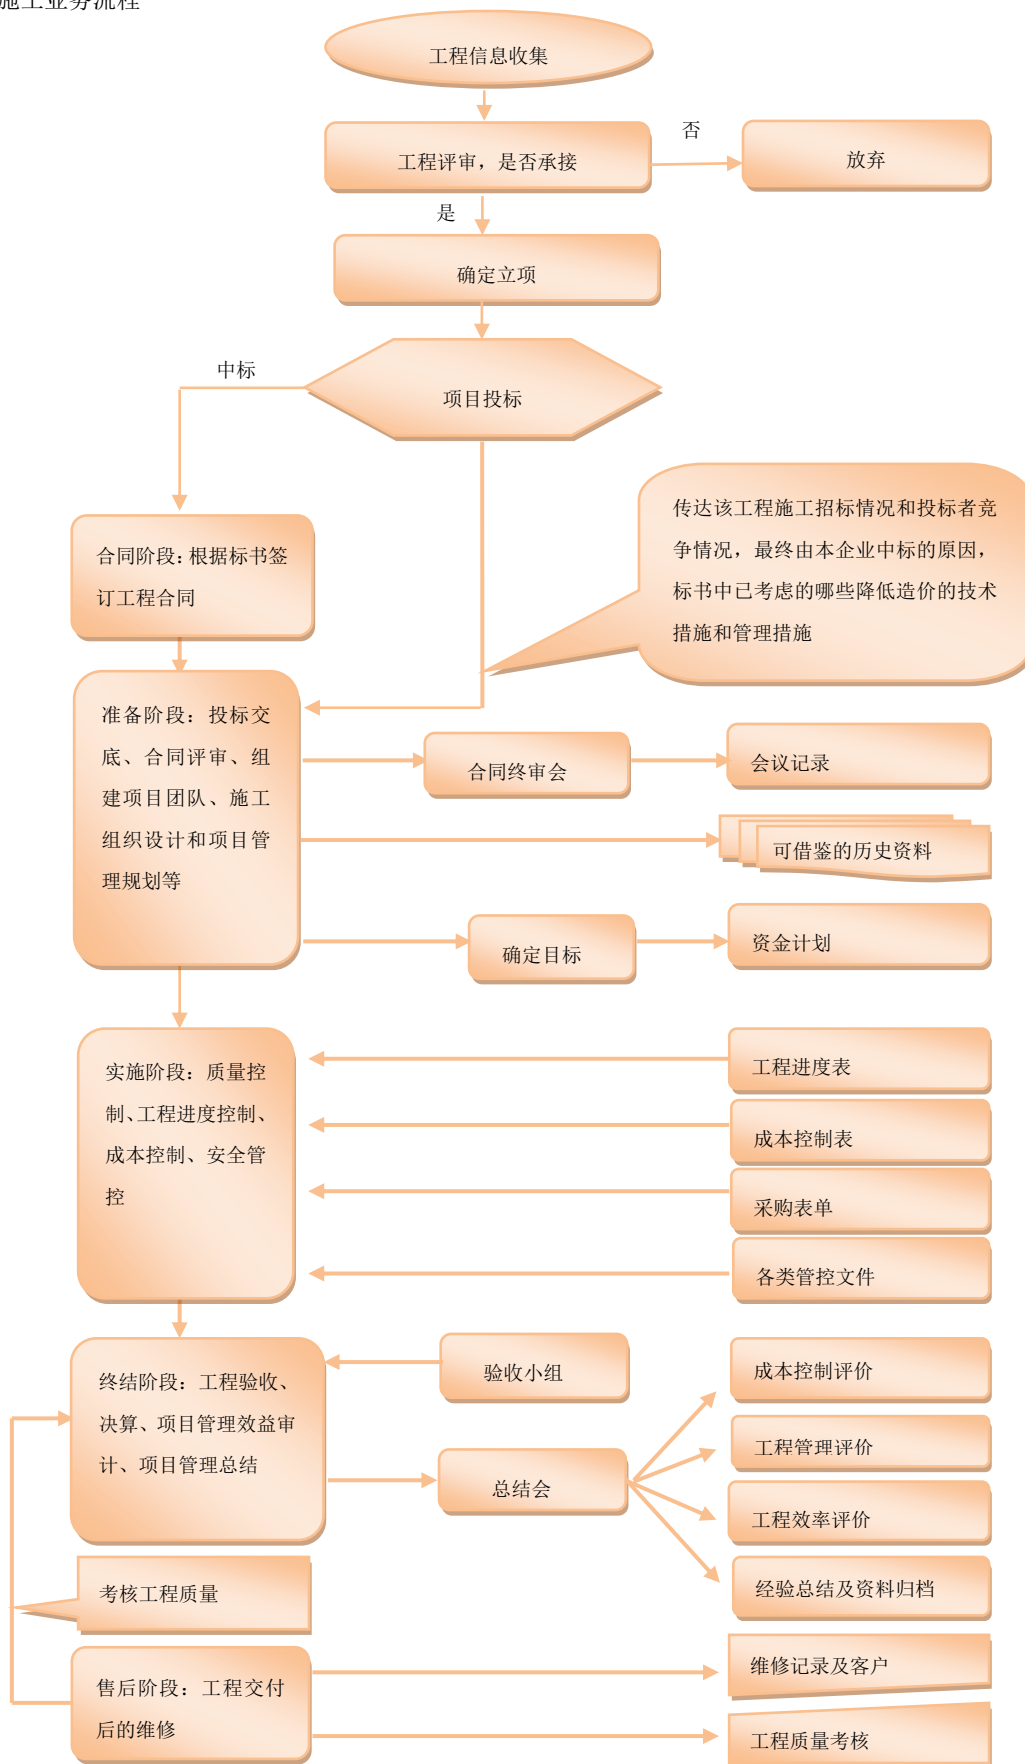 施工业务流程
工程信息收集
否
工程评审，是否承接
放弃
是
确定立项
中标
项目投标
传达该工程施工招标情况和投标者竞
争情况，最终由本企业中标的原因，
标书中已考虑的哪些降低造价的技术
措施和管理措施
合同阶段：根据标书签
订工程合同
准备阶段：投标交
底、合同评审、组
建项目团队、施工
组织设计和项目管
理规划等
合同终审会
会议记录
可借鉴的历史资料
确定目标
资金计划
实施阶段：质量控
制、工程进度控制、
成本控制、安全管
控
工程进度表
成本控制表
采购表单
各类管控文件
终结阶段：工程验收、
决算、项目管理效益审
计、项目管理总结
验收小组
总结会
成本控制评价
工程管理评价
工程效率评价
经验总结及资料归档
考核工程质量
售后阶段：工程交付
后的维修
维修记录及客户
工程质量考核